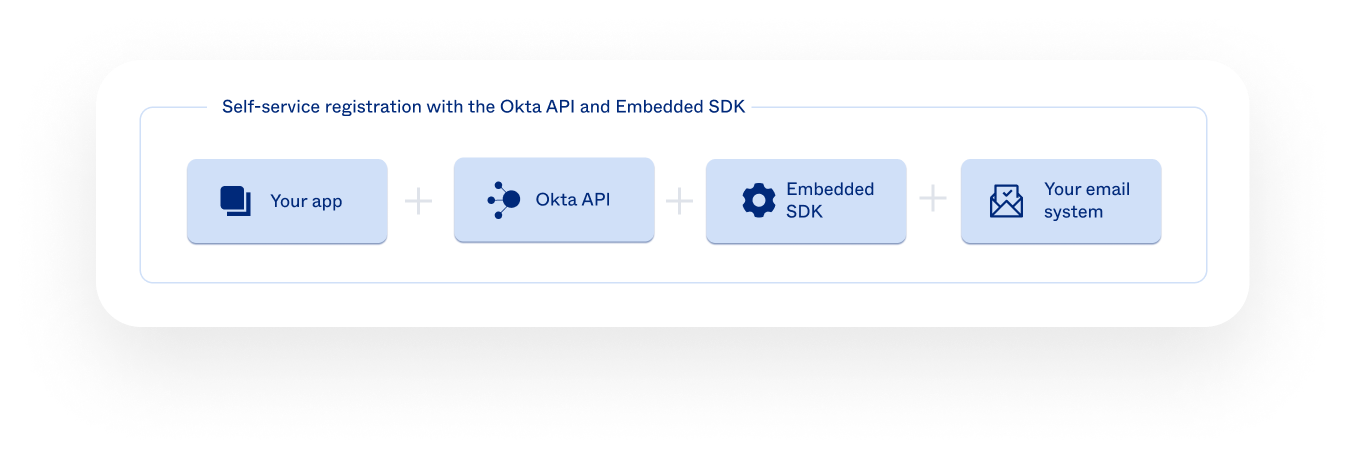 Self-service registration with the Okta API and Embedded SDK
Your app
Okta API
Embedded
SDK
Your email
system